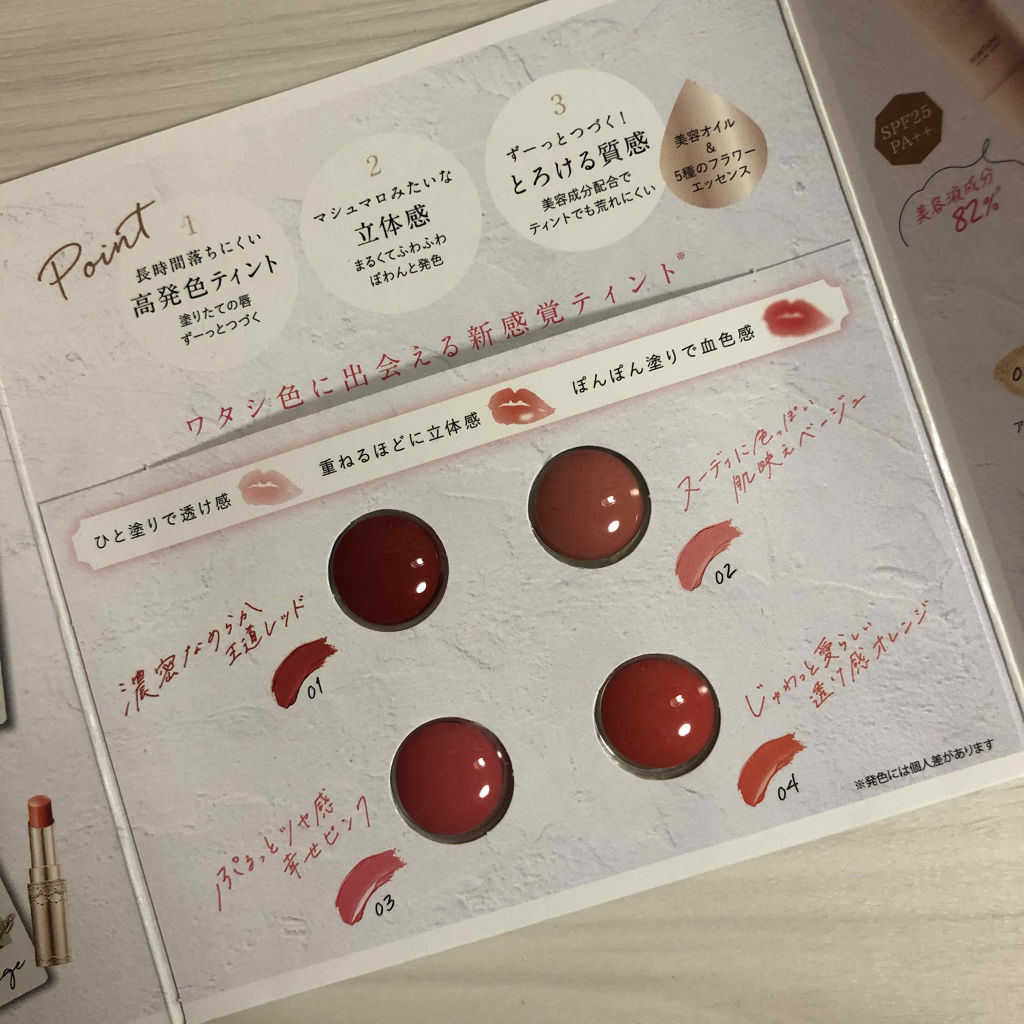 Point
1
長時間落ちにくい
高発色ティント
塗りたての唇
ずーっとつづく
2
マシュマロみたいな
立体感
まるくてふわふわ
ぽわんと発色
3
ずーっとつづく!
とろける質感
美容成分配合で
ティントでも荒れにくい
美容オイル
&
5種のフラワー
エッセンス
SPF25
PA++
美容液成分
82%
ワタシ色に出会える新感覚ティント※
ひと塗りで透け感
重ねるほどに立体感
ぽんぽん塗りで血色感
濃密なめらか
王道レッド
01
ヌーディに色っぽい
肌映えベージュ
02
ぷるっとツヤ感
幸せピンク
03
じゅわっと愛らしい
透け感オレンジ
04
※発色には個人差があります